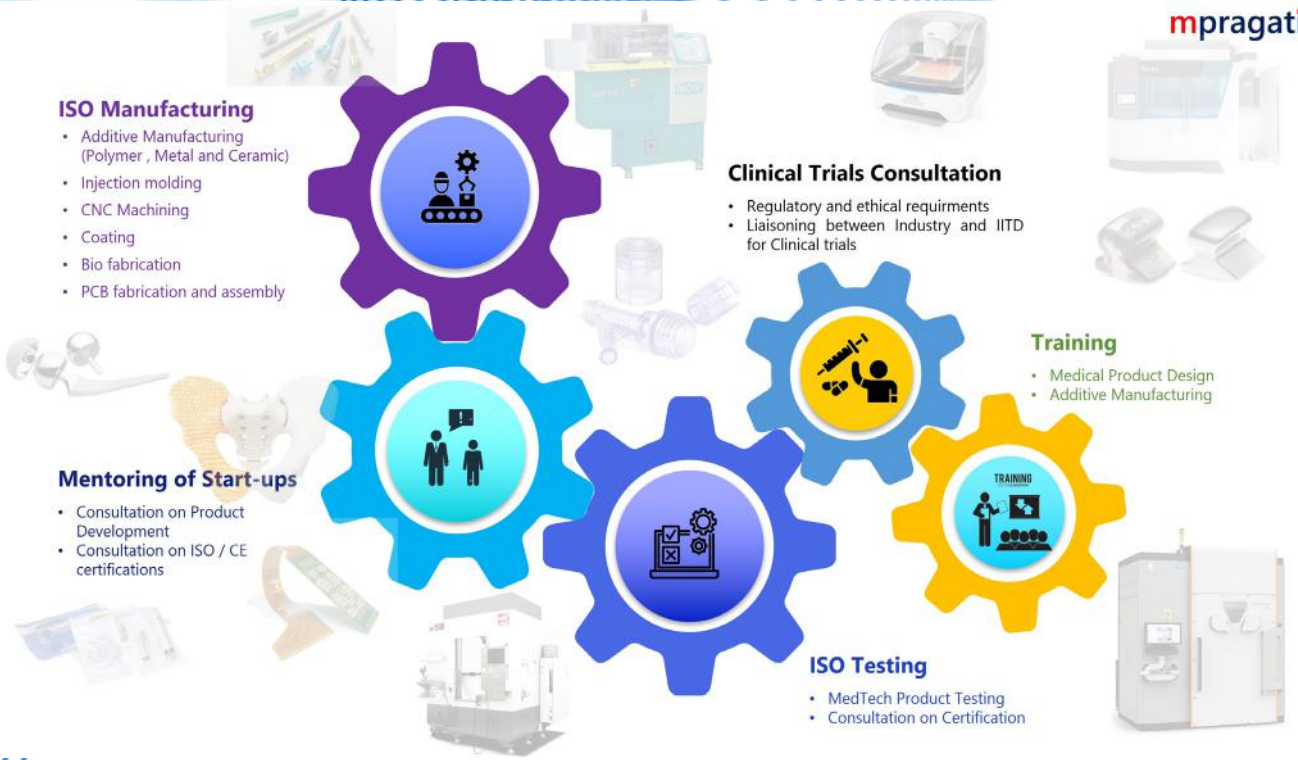 mpragati
ISO Manufacturing
• Additive Manufacturing
(Polymer , Metal and Ceramic)
• Injection molding
• CNC Machining
• Coating
• Bio fabrication
• PCB fabrication and assembly
Clinical Trials Consultation
• Regulatory and ethical requirments
• Liaisoning between Industry and IITD
for Clinical trials
Training
• Medical Product Design
• Additive Manufacturing
TRAINING
Mentoring of Start-ups
• Consultation on Product
Development
• Consultation on ISO / CE
certifications
ISO Testing
• MedTech Product Testing
• Consultation on Certification